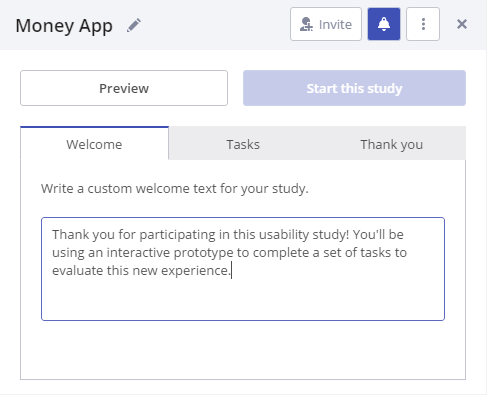 Money App
Invite
Preview
Start this study
Welcome
Tasks
Thank you
Write a custom welcome text for your study.
Thank you for participating in this usability study! You'll be
using an interactive prototype to complete a set of tasks to
evaluate this new experience.